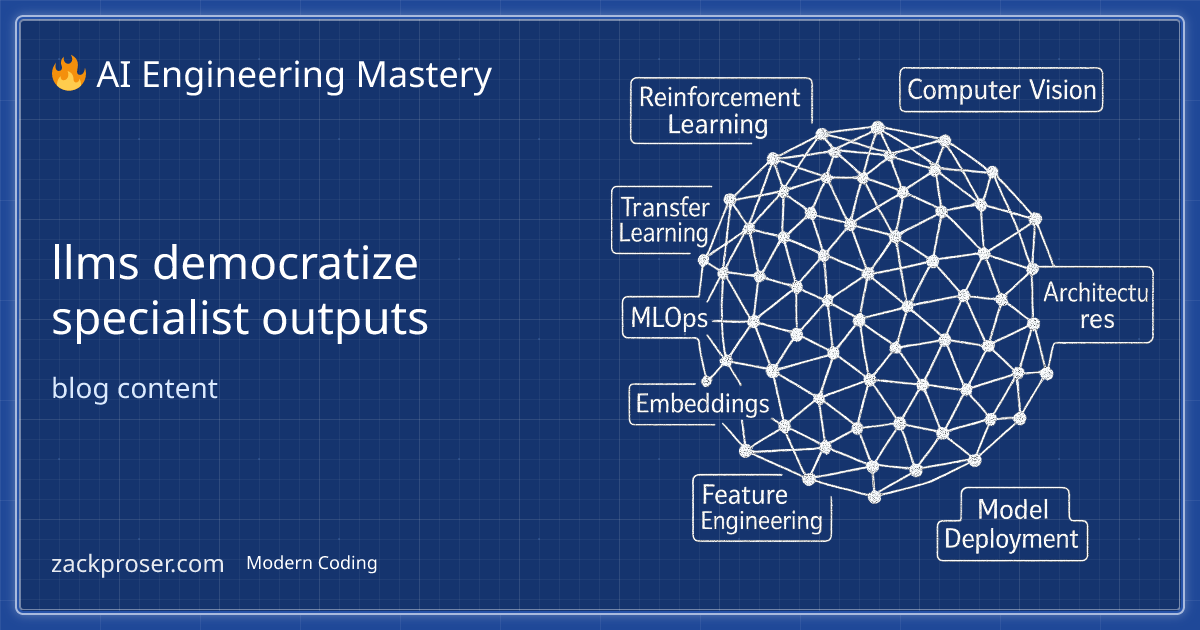 🔥 AI Engineering Mastery
llms democratize
specialist outputs
blog content
zackproser.com
Modern Coding
Reinforcement
Learning
Computer Vision
Transfer
Learning
MLOps
Architectu
res
Embeddings
Feature
Engineering
Model
Deployment